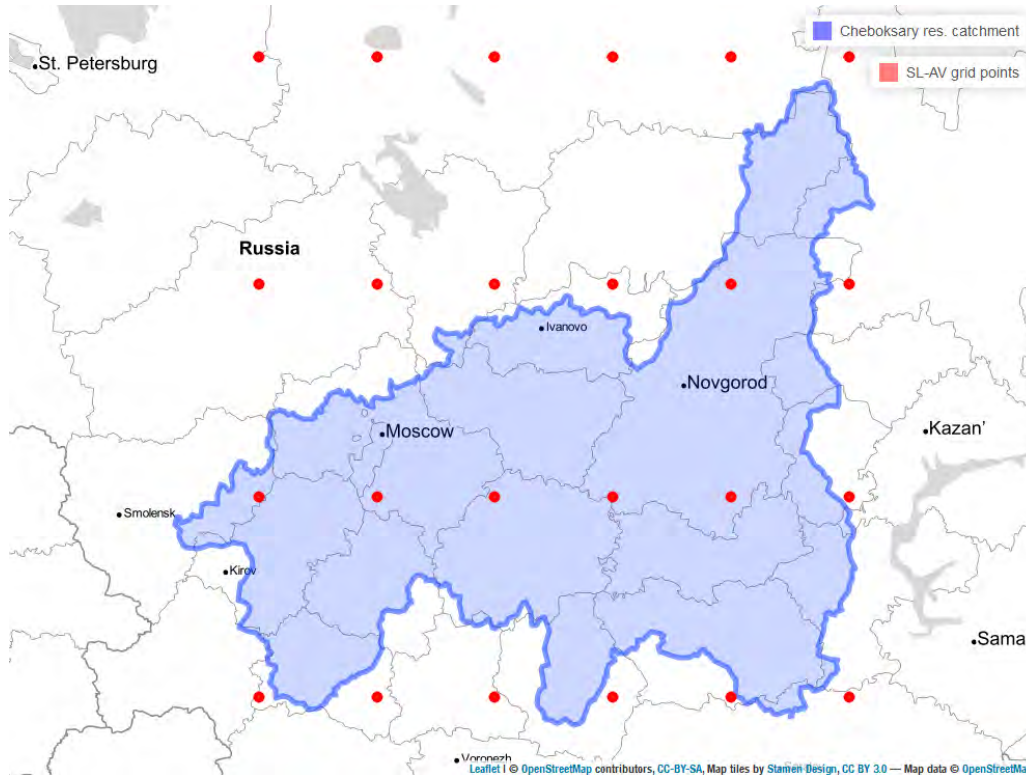 Cheboksary res. catchment
St. Petersburg
SL-AV grid points
Russia
Ivanovo
Novgorod
Moscow
Kazan'
Smolensk
Kirov
Sama
Voronezh
Leaflet | © OpenStreetMap contributors, CC-BY-SA, Map tiles by Stamen Design, CC BY 3.0 — Map data © OpenStreetMa